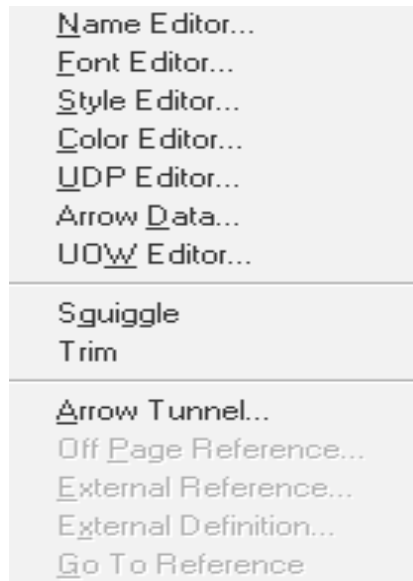 Name Editor...
Font Editor...
Style Editor...
Color Editor...
UDP Editor...
Arrow Data...
UOW Editor...
Sguiggle
Trim
Arrow Tunnel...
Off Page Reference...
External Reference...
External Definition...
Go To Reference